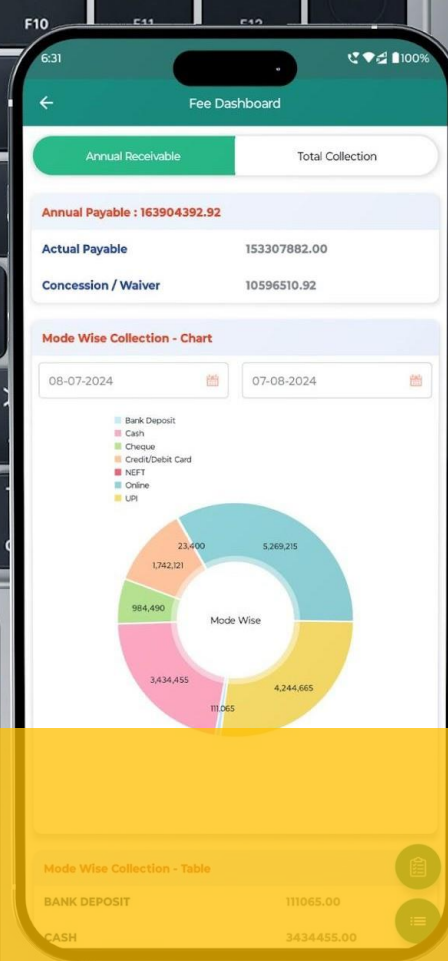 F10 F11 F12
6:31 100%
Fee Dashboard
Annual Receivable Total Collection
Annual Payable : 163904392.92
Actual Payable 153307882.00
Concession / Waiver 10596510.92
Mode Wise Collection - Chart
08-07-2024 07-08-2024
Bank Deposit
Cash
Cheque
Credit/Debit Card
NEFT
Online
UPI
23,400 5,269,215
1,742,121
984,490
Mode Wise
3,434,455
4,244,665
111,065
Mode Wise Collection - Table
BANK DEPOSIT 111065.00
CASH 3434455.00